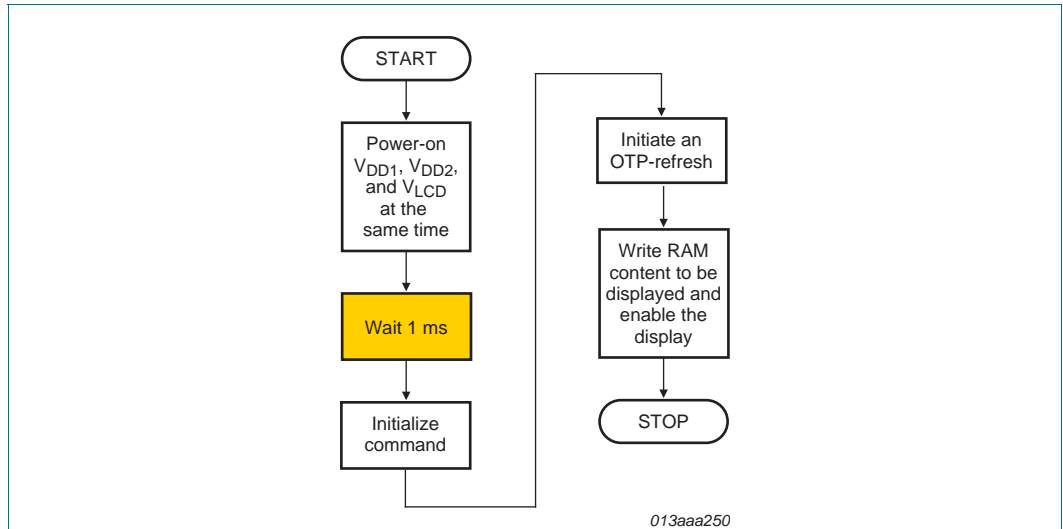 START
Power-on
VDD1, VDD2,
and VLCD
at the
same time
Wait 1 ms
Initialize
command
Initiate an
OTP-refresh
Write RAM
content to be
displayed and
enable the
display
STOP
013aaa250